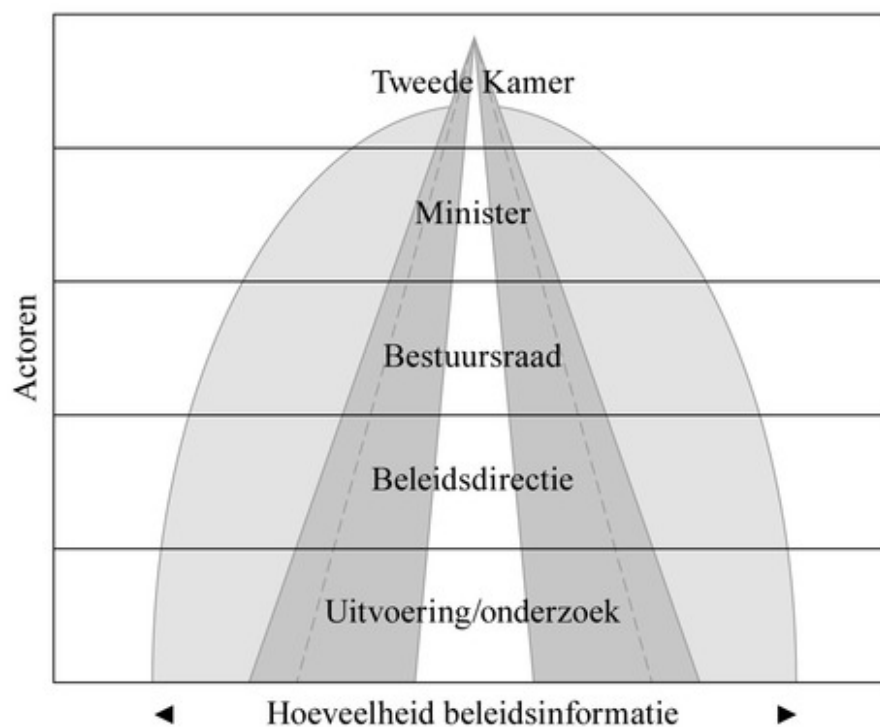 Tweede Kamer
Minister
Bestuursraad
Beleidsdirectie
Uitvoering/onderzoek
Actoren
◄ Hoeveelheid beleidsinformatie ►